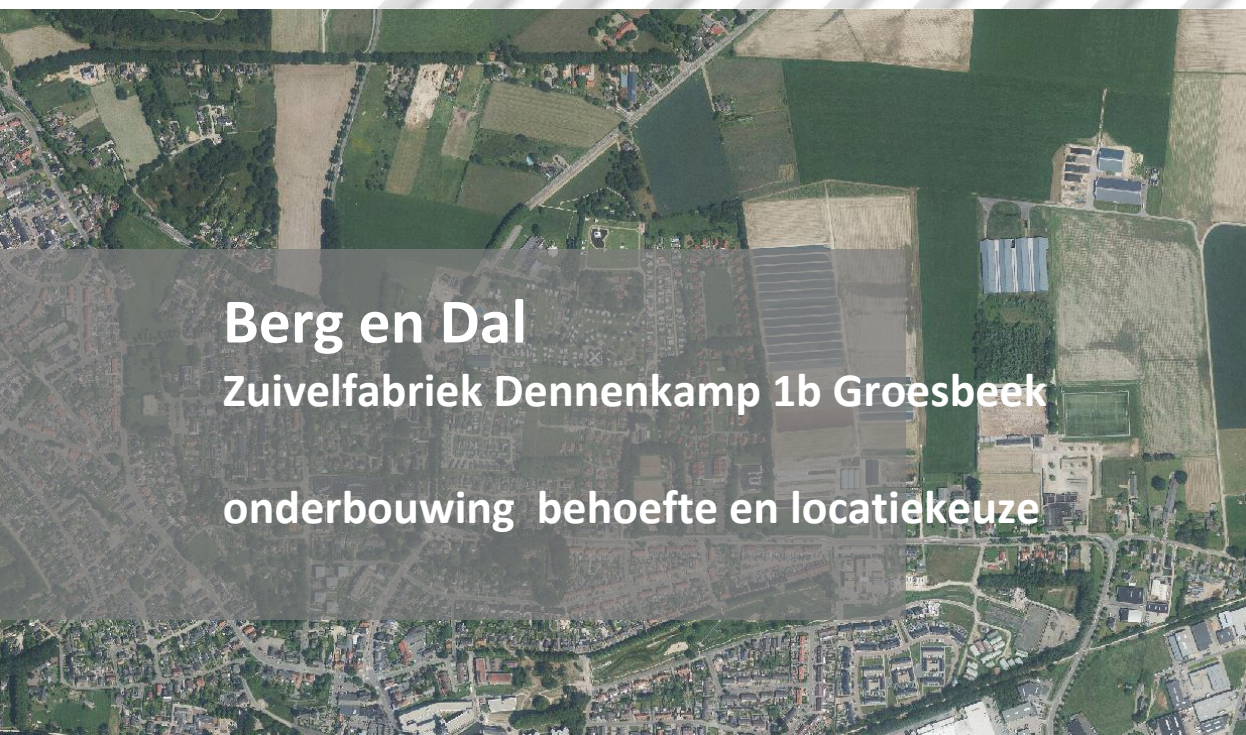 Berg en Dal
Zuivelfabriek Dennenkamp 1b Groesbeek
onderbouwing  behoefte en locatiekeuze